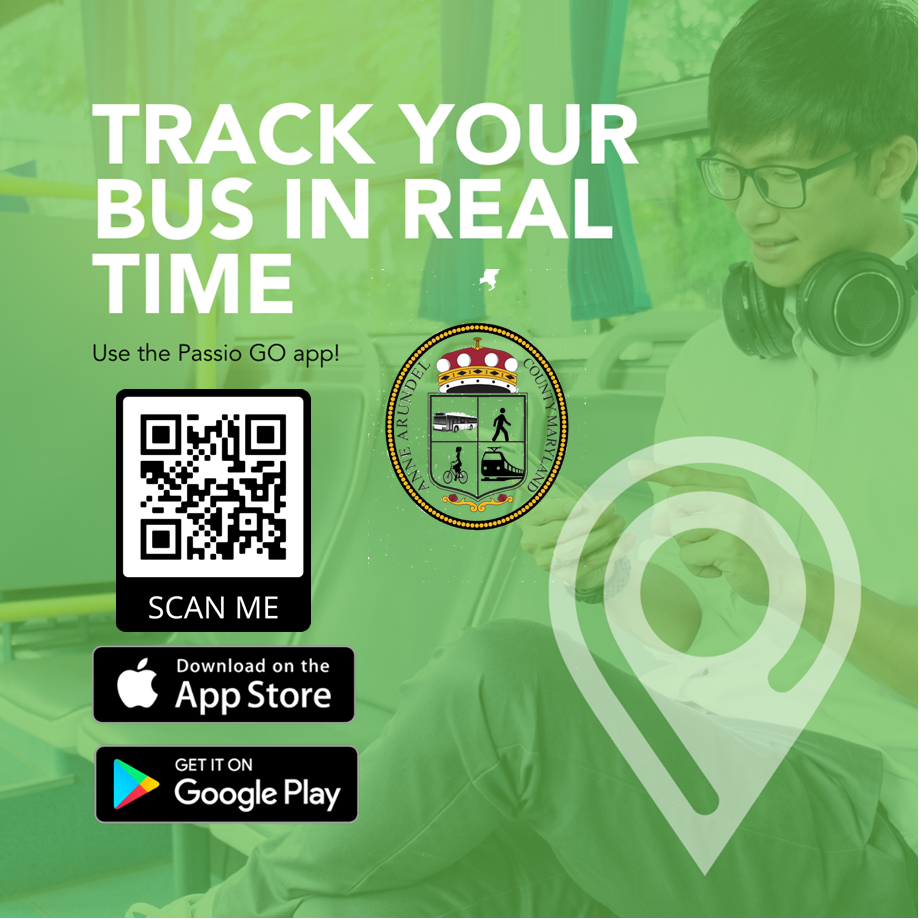 TRACK YOUR
BUS IN REAL
TIME
Use the Passio GO app!
ANNE ARUNDEL
COUNTY MARYLAND
SCAN ME
Download on the
App Store
GET IT ON
Google Play